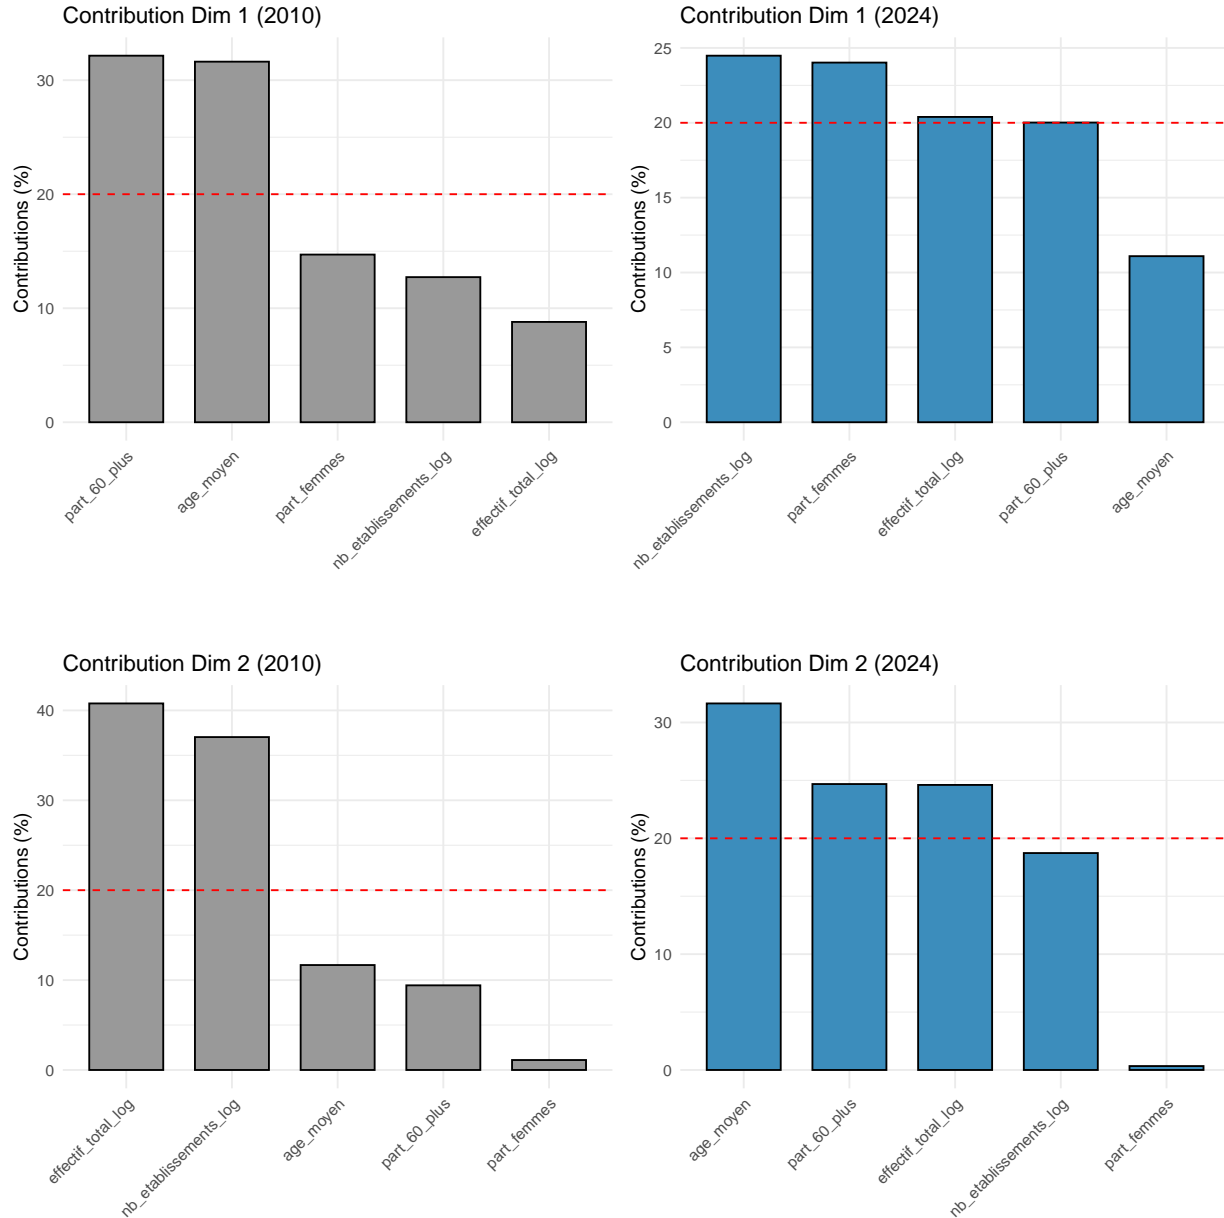 Contribution Dim 1 (2010)
Contributions (%)
30
20
10
0
part_60_plus
age_moyen
part_femmes
nb_etablissements_log
effectif_total_log
Contribution Dim 1 (2024)
Contributions (%)
25
20
15
10
5
0
nb_etablissements_log
part_femmes
effectif_total_log
part_60_plus
age_moyen
Contribution Dim 2 (2010)
Contributions (%)
40
30
20
10
0
effectif_total_log
nb_etablissements_log
age_moyen
part_60_plus
part_femmes
Contribution Dim 2 (2024)
Contributions (%)
30
20
10
0
age_moyen
part_60_plus
effectif_total_log
nb_etablissements_log
part_femmes